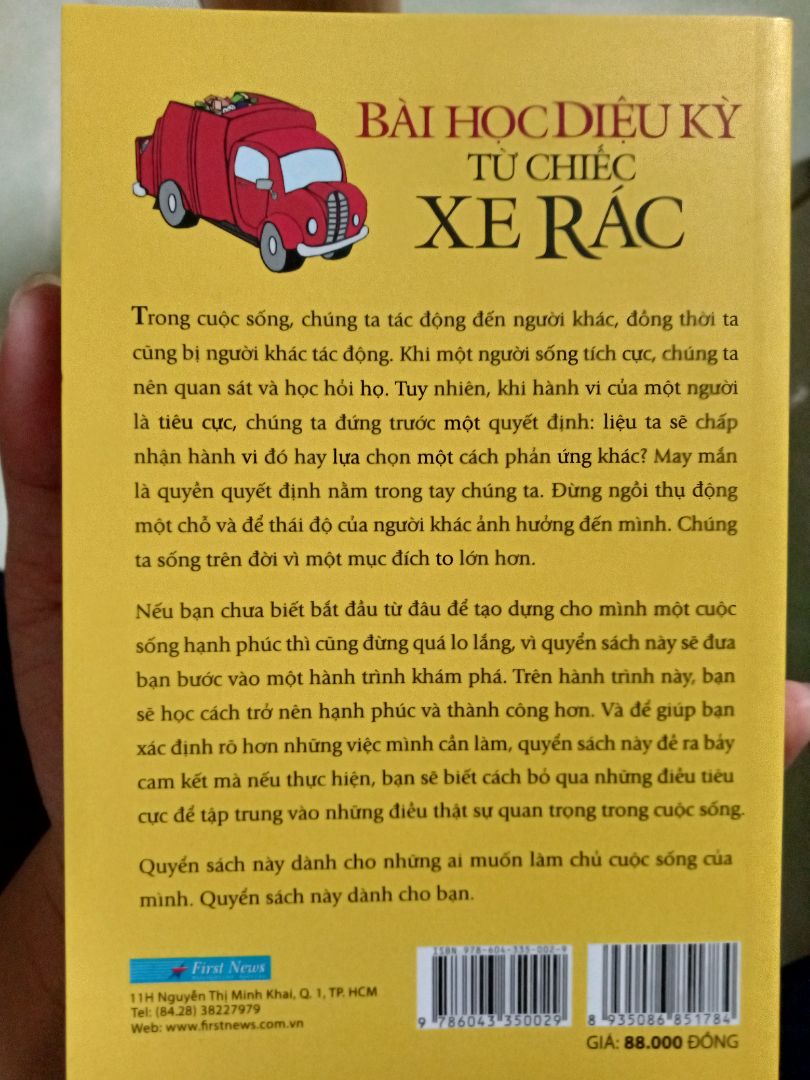 BÀI HỌC DIỆU KỲ
TỪ CHIẾC
XE RÁC
Trong cuộc sống, chúng ta tác động đến người khác, đồng thời ta
cũng bị người khác tác động. Khi một người sống tích cực, chúng ta
nên quan sát và học hỏi họ. Tuy nhiên, khi hành vi của một người
là tiêu cực, chúng ta đứng trước một quyết định: liệu ta sẽ chấp
nhận hành vi đó hay lựa chọn một cách phản ứng khác? May mắn
là quyền quyết định nằm trong tay chúng ta. Đừng ngồi thụ động
một chỗ và để thái độ của người khác ảnh hưởng đến mình. Chúng
ta sống trên đời vì một mục đích to lớn hơn.
Nếu bạn chưa biết bắt đầu từ đâu để tạo dựng cho mình một cuộc
sống hạnh phúc thì cũng đừng quá lo lắng, vì quyển sách này sẽ đưa
bạn bước vào một hành trình khám phá. Trên hành trình này, bạn
sẽ học cách trở nên hạnh phúc và thành công hơn. Và để giúp bạn
xác định rõ hơn những việc mình cần làm, quyển sách này đề ra bảy
cam kết mà nếu thực hiện, bạn sẽ biết cách bỏ qua những điều tiêu
cực để tập trung vào những điều thật sự quan trọng trong cuộc sống.
Quyển sách này dành cho những ai muốn làm chủ cuộc sống của
mình. Quyển sách này dành cho bạn.
First News
11H Nguyễn Thị Minh Khai, Q. 1, TP. HCM
Tel: (84.28) 38227979
Web: www.firstnews.com.vn
ISBN 978-604-335-002-9
9 786043 350029
8 935086 851784
GIÁ: 88.000 ĐỒNG